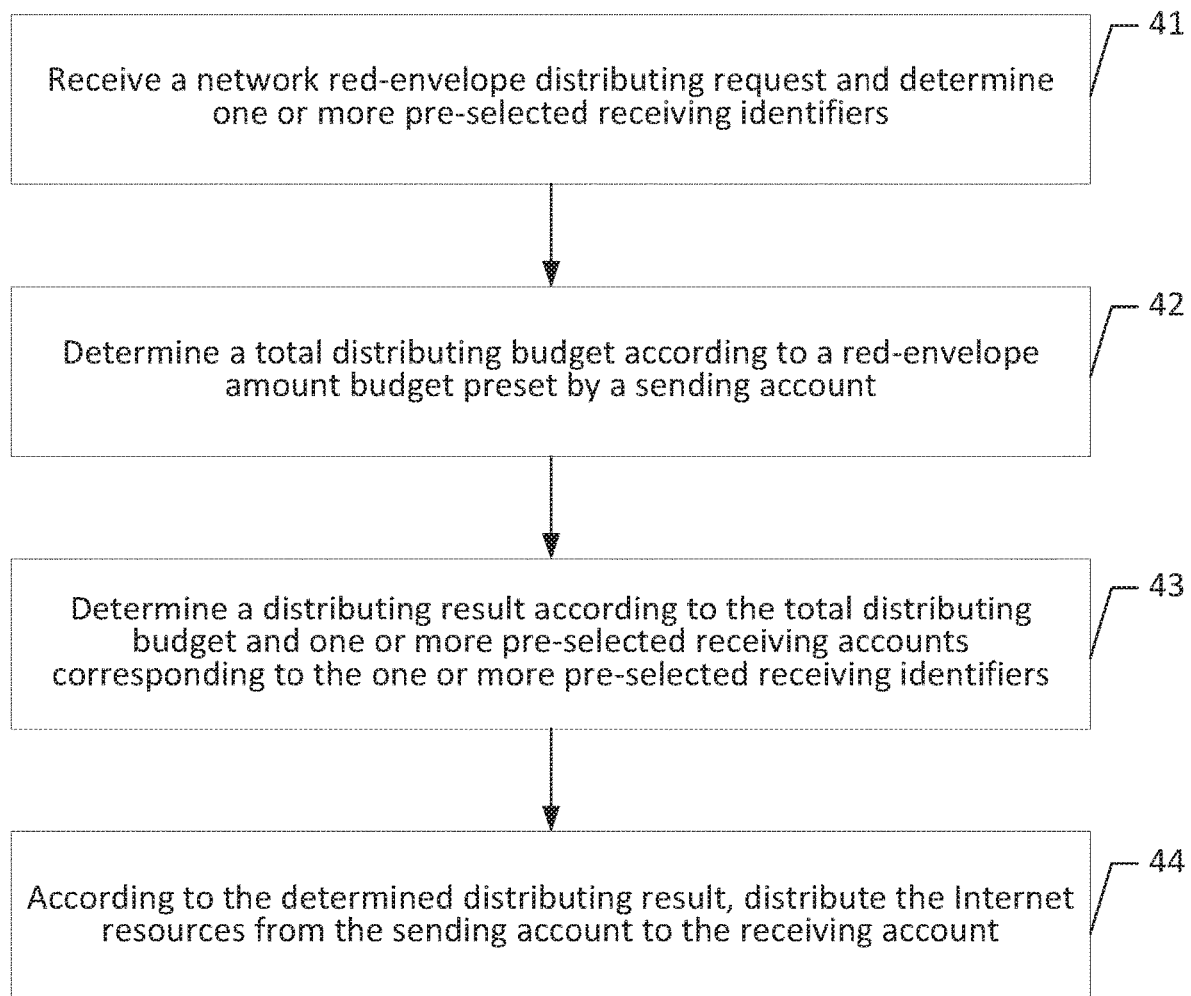 41
Receive a network red-envelope distributing request and determine
one or more pre-selected receiving identifiers
42
Determine a total distributing budget according to a red-envelope
amount budget preset by a sending account
43
Determine a distributing result according to the total distributing
budget and one or more pre-selected receiving accounts
corresponding to the one or more pre-selected receiving identifiers
44
According to the determined distributing result, distribute the Internet
resources from the sending account to the receiving account